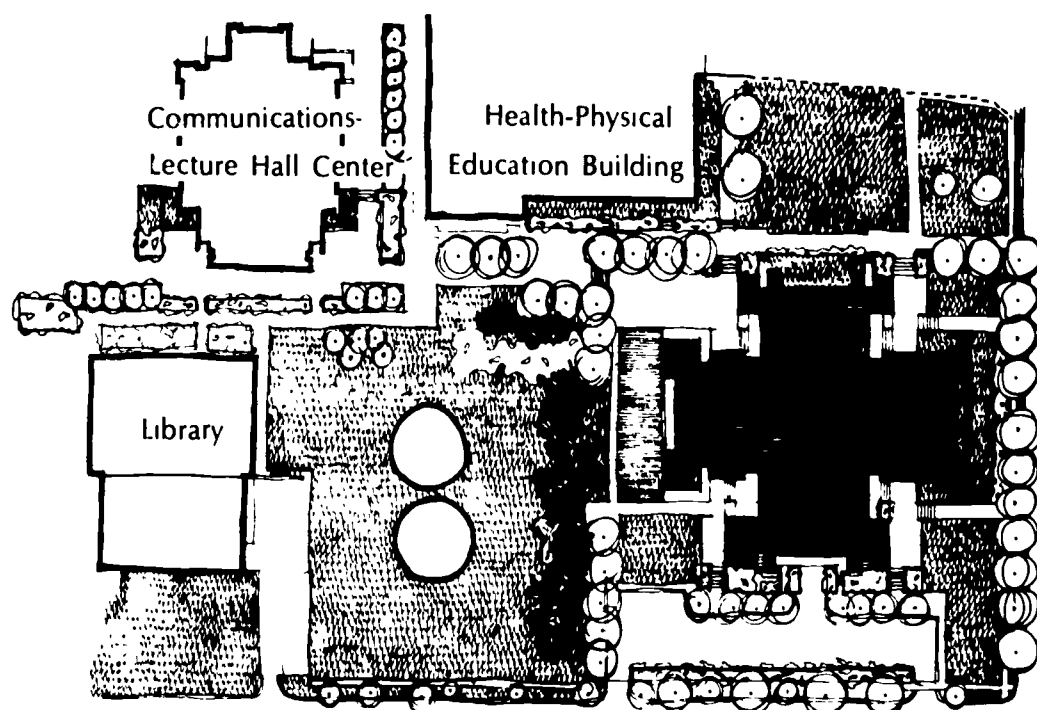 Communications-
Lecture Hall Center
Health-Physical
Education Building
Library